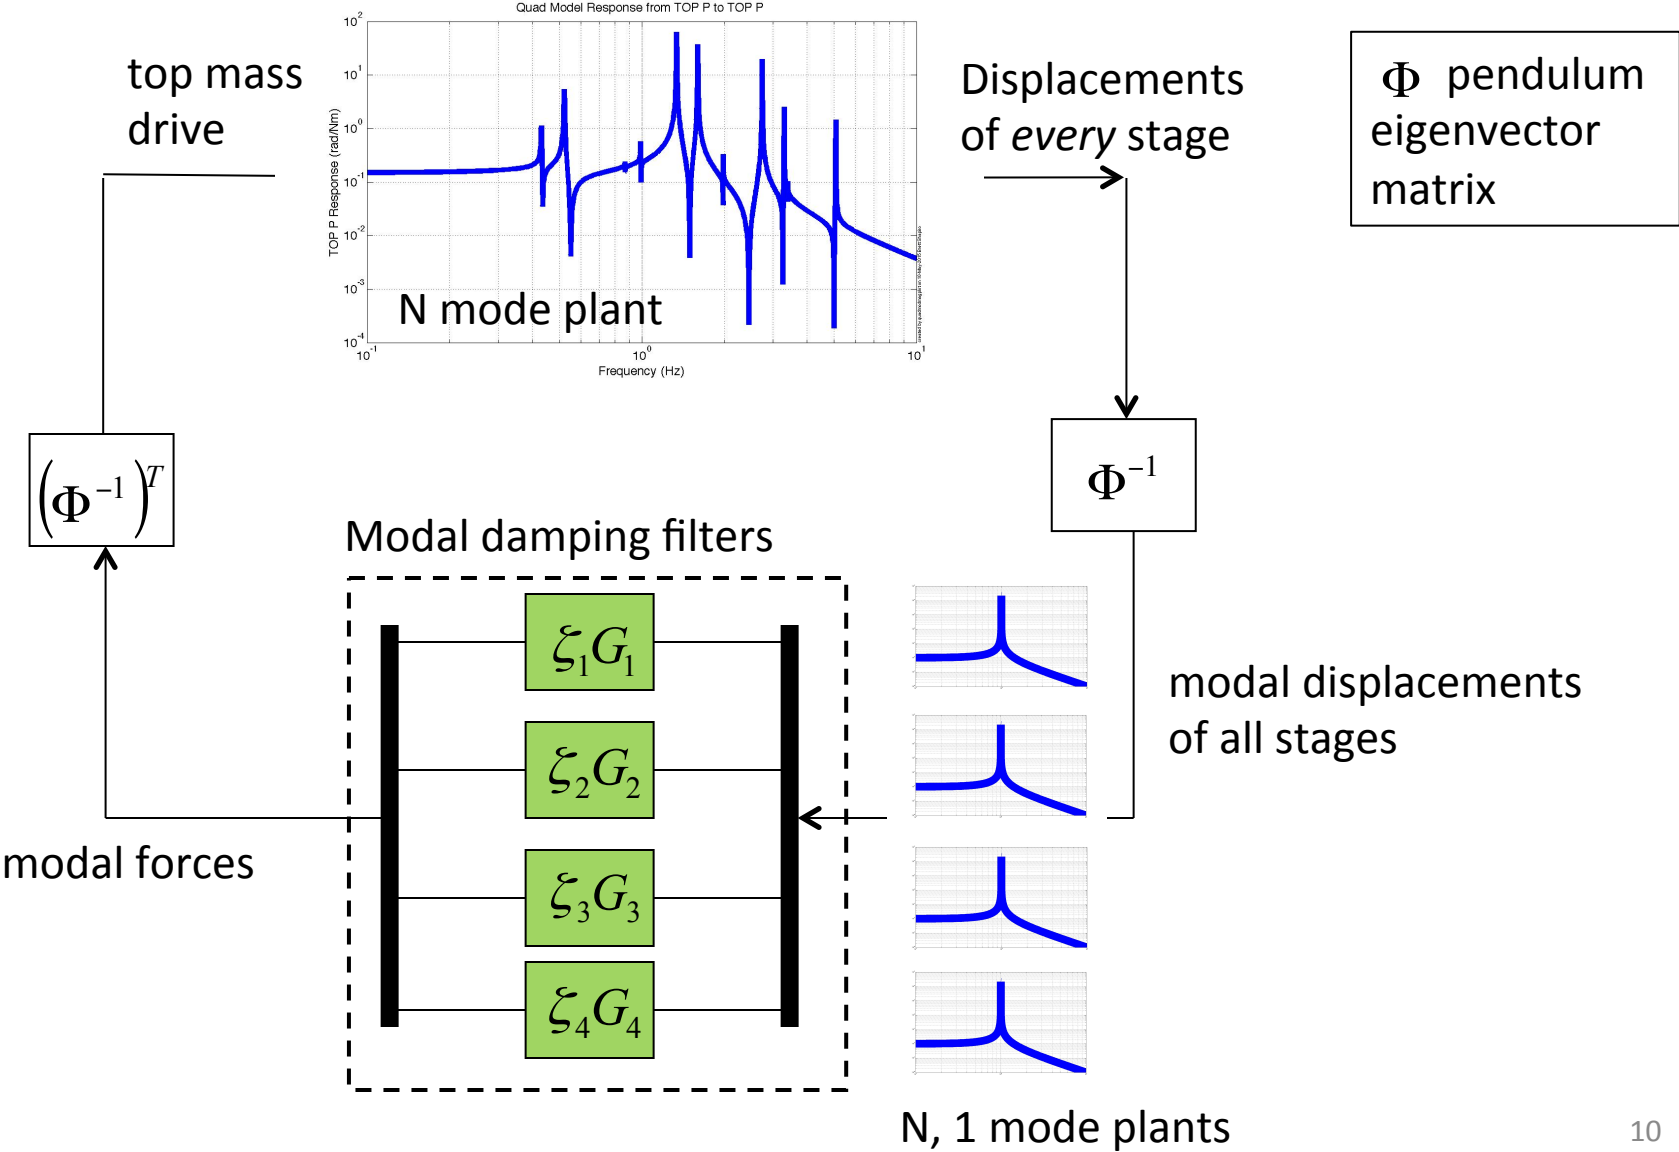 Quad Model Response from TOP P to TOP P
top mass
drive
TOP P Response (rad/Nm)
10^2
10^1
10^0
10^-1
10^-2
10^-3
10^-4
N mode plant
10^-1
10^0
10^1
Frequency (Hz)
Displacements
of every stage
Φ pendulum
eigenvector
matrix
(Φ^-1)^T
Φ^-1
Modal damping filters
ζ₁G₁
ζ₂G₂
ζ₃G₃
ζ₄G₄
modal displacements
of all stages
modal forces
N, 1 mode plants
10